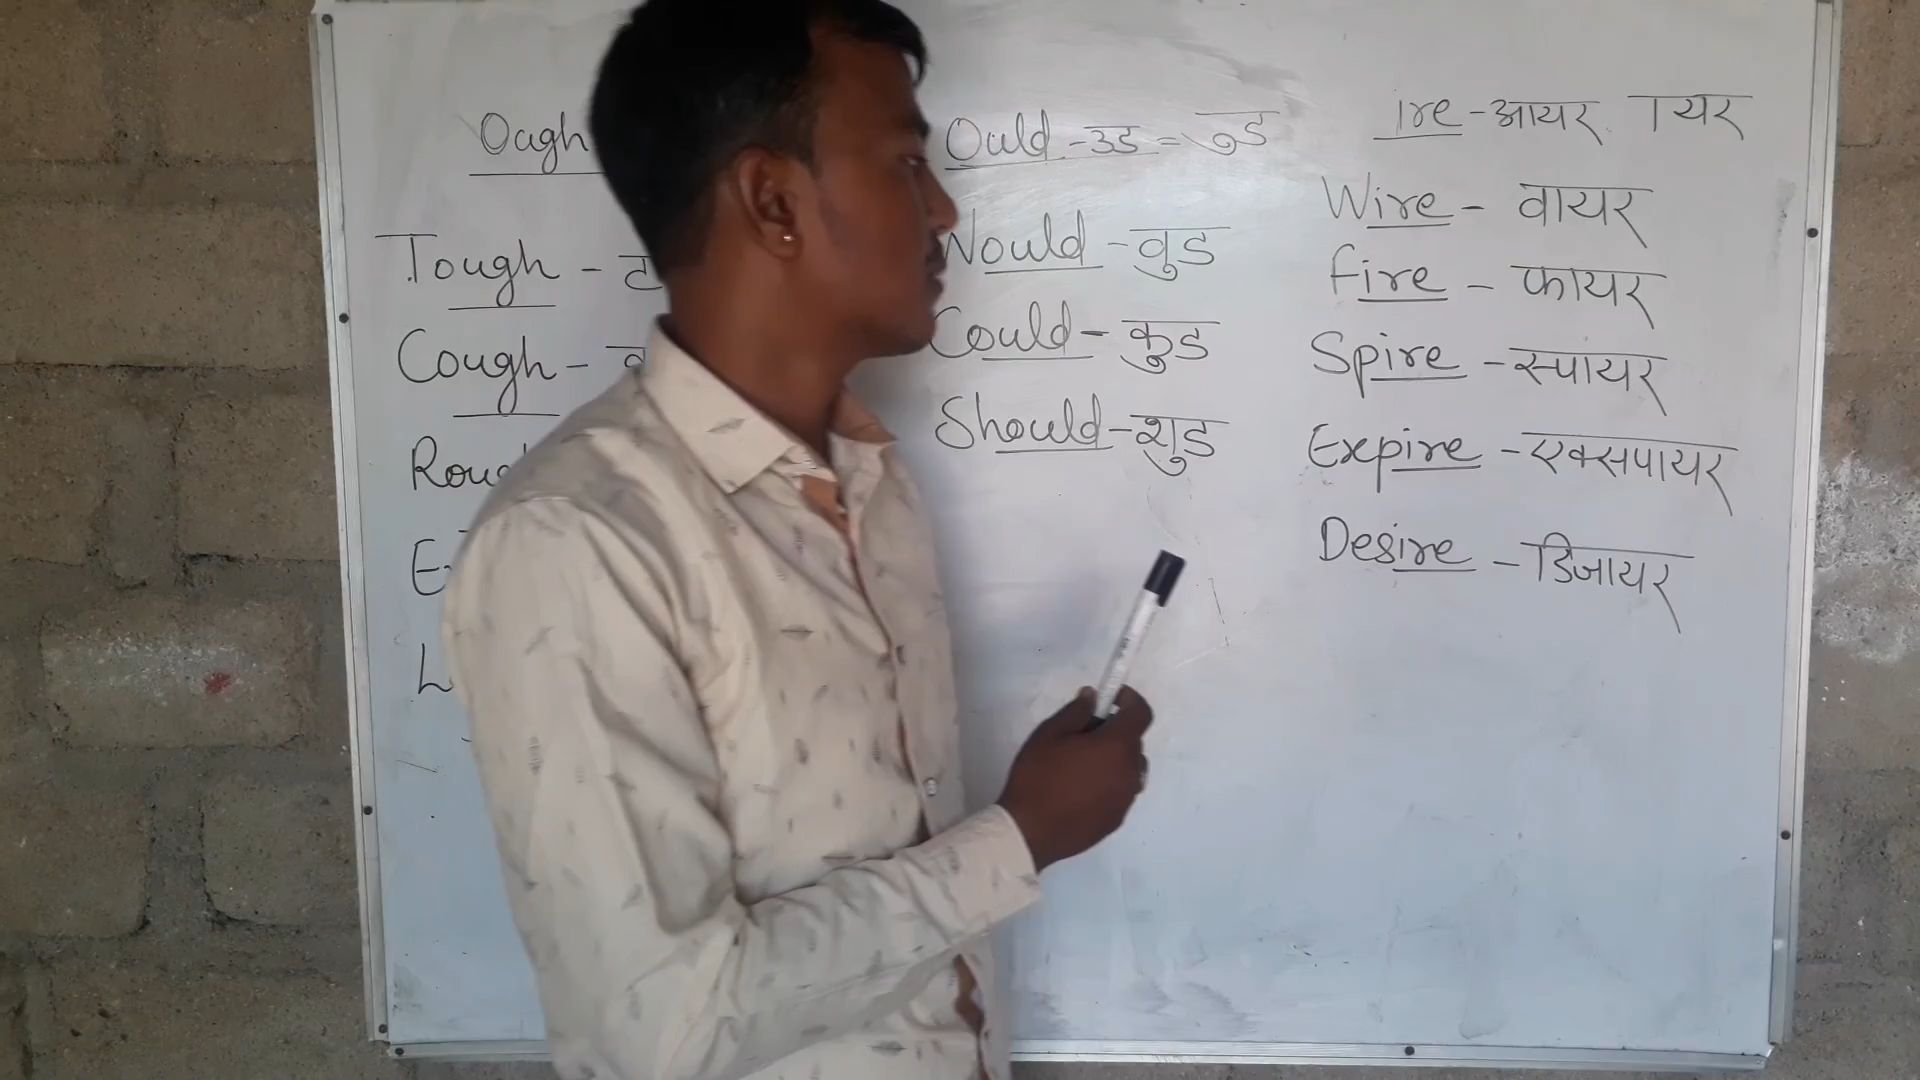 Ough
Tough -
Cough -
Ould - उड = ुड
Would - वुड
Could - कुड
Should - शुड
Ire - आयर ायर
Wire - वायर
Fire - फायर
Spire - स्पायर
Expire - एक्सपायर
Desire - डिजायर